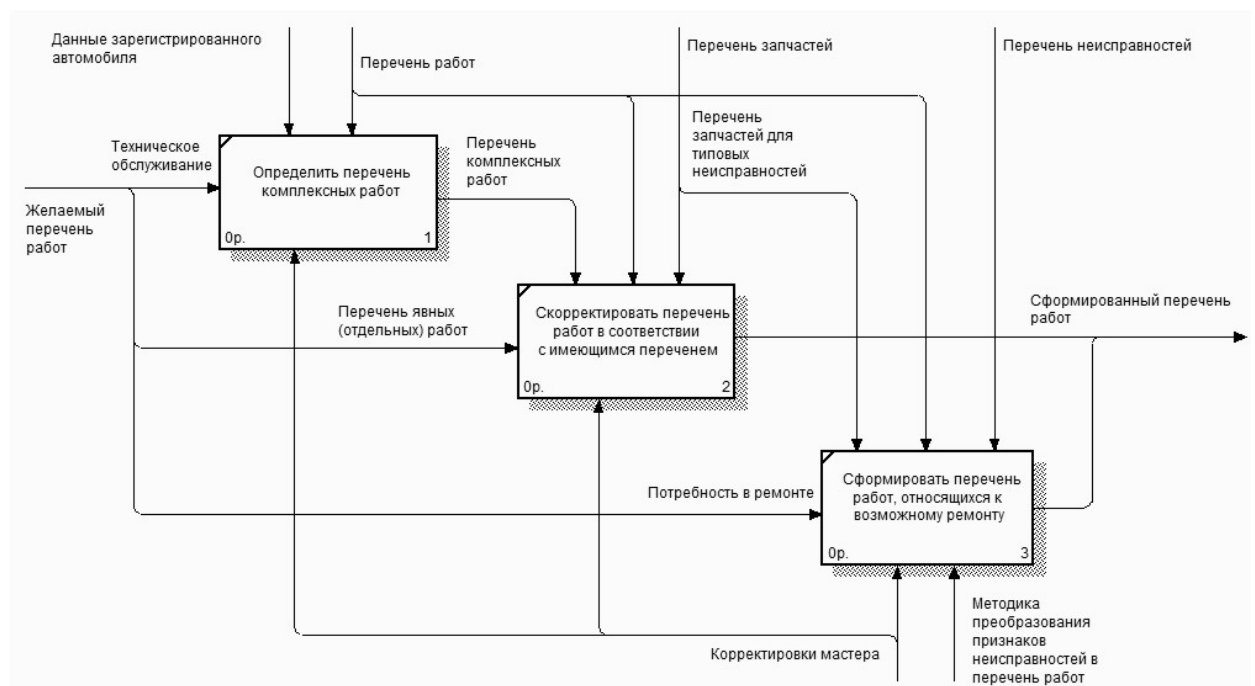 Данные зарегистрированного
автомобиля
Перечень работ
Перечень запчастей
Перечень неисправностей
Техническое
обслуживание
Перечень
комплексных
работ
Перечень
запчастей для
типовых
неисправностей
Определить перечень
комплексных работ
0р. 1
Желаемый
перечень
работ
Перечень явных
(отдельных) работ
Скорректировать перечень
работ в соответствии
с имеющимся переченем
0р. 2
Сформированный перечень
работ
Потребность в ремонте
Сформировать перечень
работ, относящихся к
возможному ремонту
0р. 3
Корректировки мастера
Методика
преобразования
признаков
неисправностей в
перечень работ